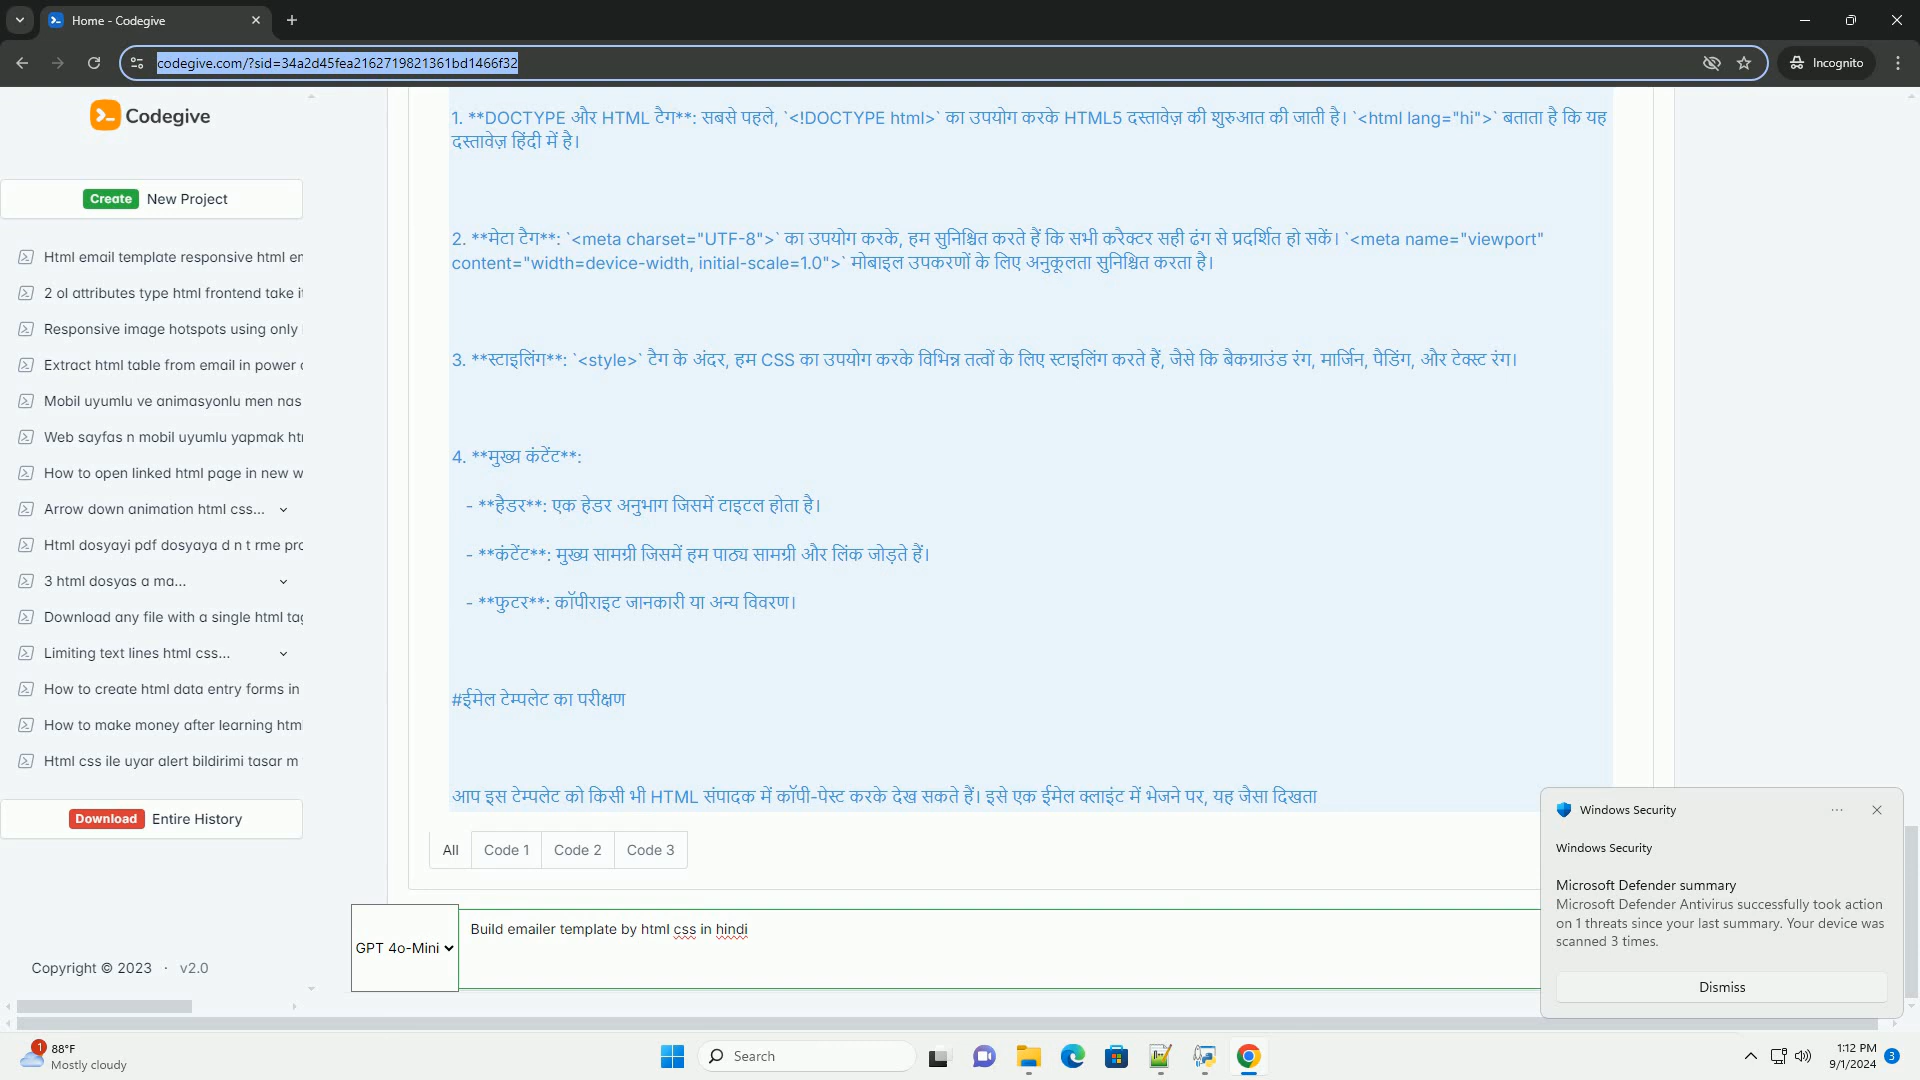 Home - Codegive
codegive.com/?sid=34a2d45fea2162719821361bd1466f32
Incognito
Codegive
Create New Project
Html email template responsive html en
2 ol attributes type html frontend take it
Responsive image hotspots using only
Extract html table from email in power
Mobil uyumlu ve animasyonlu men nas
Web sayfas n mobil uyumlu yapmak ht
How to open linked html page in new w
Arrow down animation html css...
Html dosyayi pdf dosyaya d n t rme pro
3 html dosyas a ma...
Download any file with a single html tag
Limiting text lines html css...
How to create html data entry forms in
How to make money after learning htm
Html css ile uyar alert bildirimi tasar m
Download Entire History
Copyright © 2023 · v2.0
1. **DOCTYPE और HTML टैग**: सबसे पहले, `<!DOCTYPE html>` का उपयोग करके HTML5 दस्तावेज़ की शुरुआत की जाती है। `<html lang="hi">` बताता है कि यह
दस्तावेज़ हिंदी में है।
2. **मेटा टैग**: `<meta charset="UTF-8">` का उपयोग करके, हम सुनिश्चित करते हैं कि सभी करैक्टर सही ढंग से प्रदर्शित हो सकें। `<meta name="viewport"
content="width=device-width, initial-scale=1.0">` मोबाइल उपकरणों के लिए अनुकूलता सुनिश्चित करता है।
3. **स्टाइलिंग**: `<style>` टैग के अंदर, हम CSS का उपयोग करके विभिन्न तत्वों के लिए स्टाइलिंग करते हैं, जैसे कि बैकग्राउंड रंग, मार्जिन, पैडिंग, और टेक्स्ट रंग।
4. **मुख्य कंटेंट**:
- **हैडर**: एक हेडर अनुभाग जिसमें टाइटल होता है।
- **कंटेंट**: मुख्य सामग्री जिसमें हम पाठ्य सामग्री और लिंक जोड़ते हैं।
- **फुटर**: कॉपीराइट जानकारी या अन्य विवरण।
#ईमेल टेम्पलेट का परीक्षण
आप इस टेम्पलेट को किसी भी HTML संपादक में कॉपी-पेस्ट करके देख सकते हैं। इसे एक ईमेल क्लाइंट में भेजने पर, यह जैसा दिखता
All Code 1 Code 2 Code 3
GPT 4o-Mini
Build emailer template by html css in hindi
Windows Security
Windows Security
Microsoft Defender summary
Microsoft Defender Antivirus successfully took action
on 1 threats since your last summary. Your device was
scanned 3 times.
Dismiss
1
88°F
Mostly cloudy
Search
1:12 PM
9/1/2024
3